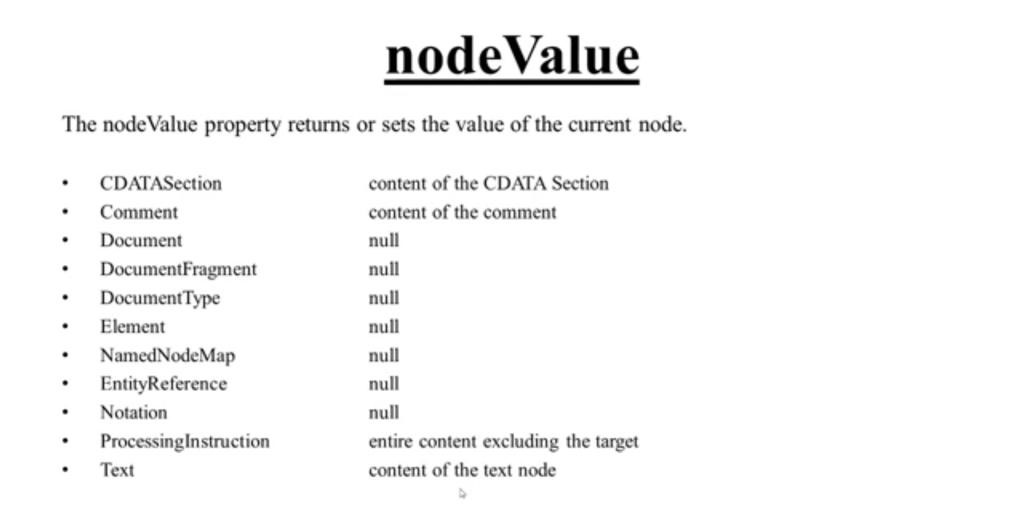 nodeValue
The nodeValue property returns or sets the value of the current node.
• CDATASection content of the CDATA Section
• Comment content of the comment
• Document null
• DocumentFragment null
• DocumentType null
• Element null
• NamedNodeMap null
• EntityReference null
• Notation null
• ProcessingInstruction entire content excluding the target
• Text content of the text node